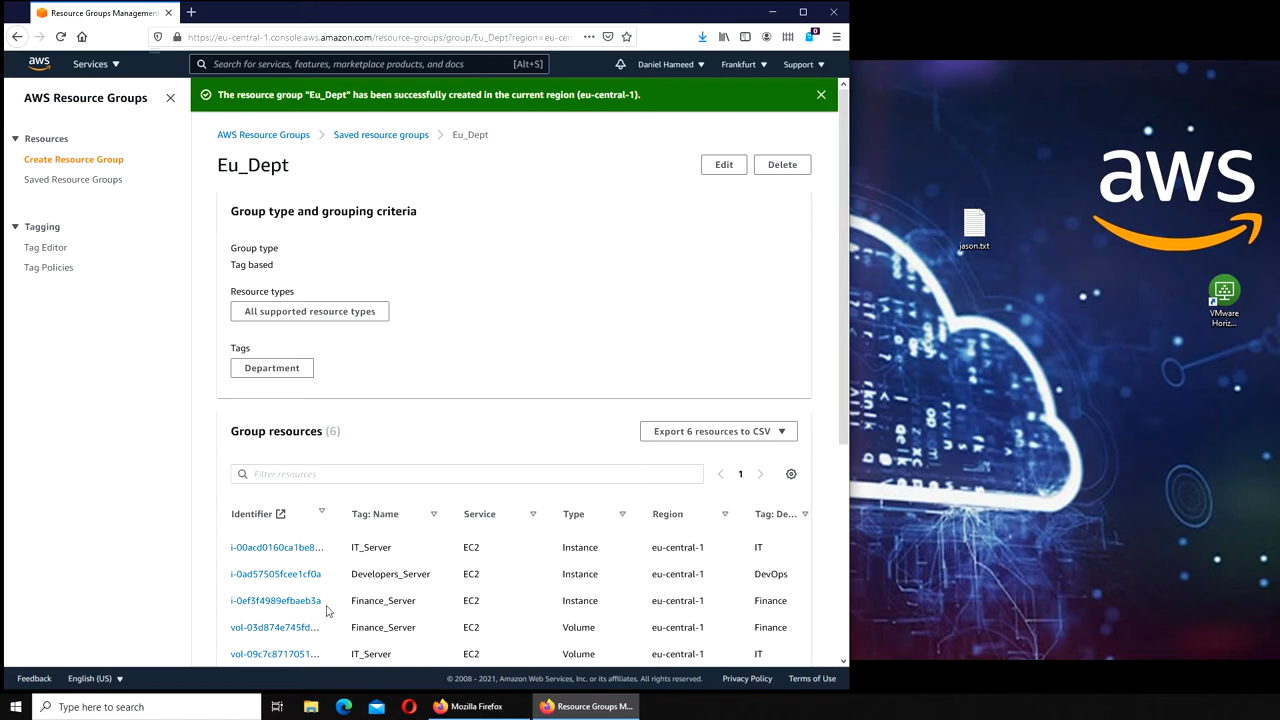 Resource Groups Management
https://eu-central-1.console.aws.amazon.com/resource-groups/group/Eu_Dept?region=eu-cen
0
aws
Services
Search for services, features, marketplace products, and docs
[Alt+S]
Daniel Hameed
Frankfurt
Support
AWS Resource Groups
Resources
Create Resource Group
Saved Resource Groups
Tagging
Tag Editor
Tag Policies
The resource group "Eu_Dept" has been successfully created in the current region (eu-central-1).
AWS Resource Groups
Saved resource groups
Eu_Dept
Eu_Dept
Edit
Delete
Group type and grouping criteria
Group type
Tag based
Resource types
All supported resource types
Tags
Department
Group resources (6)
Export 6 resources to CSV
Filter resources
1
Identifier Tag: Name Service Type Region Tag: De...
i-00acd0160ca1be8... IT_Server EC2 Instance eu-central-1 IT
i-0ad57505fcee1cf0a Developers_Server EC2 Instance eu-central-1 DevOps
i-0ef3f4989efbaeb3a Finance_Server EC2 Instance eu-central-1 Finance
vol-03d874e745fd... Finance_Server EC2 Volume eu-central-1 Finance
vol-09c7c8717051... IT_Server EC2 Volume eu-central-1 IT
Feedback
English (US)
© 2008 - 2021, Amazon Web Services, Inc. or its affiliates. All rights reserved.
Privacy Policy
Terms of Use
aws
jason.txt
VMware
Horiz...
Type here to search
Mozilla Firefox
Resource Groups M...